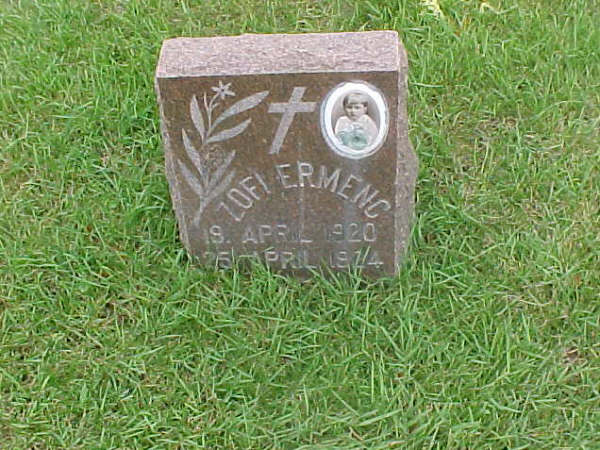 ZOFI ERMENC
19. APRIL 1920
25. APRIL 1924